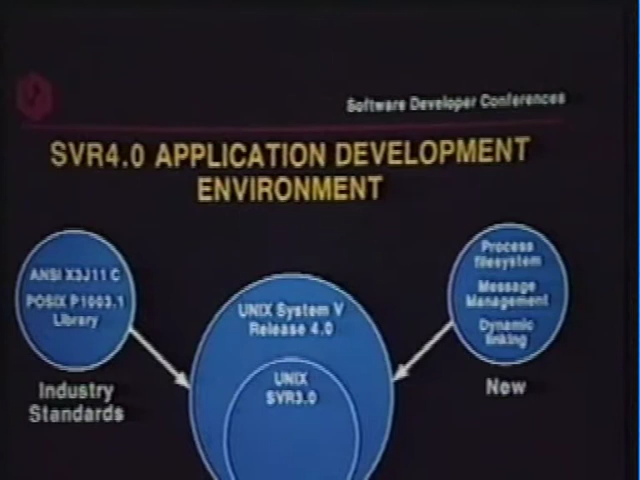 Software Developer Conferences
SVR4.0 APPLICATION DEVELOPMENT
ENVIRONMENT
ANSI X3J11 C
POSIX P1003.1
Library
Industry
Standards
UNIX System V
Release 4.0
UNIX
SVR3.0
Process
filesystem
Message
Management
Dynamic
linking
New